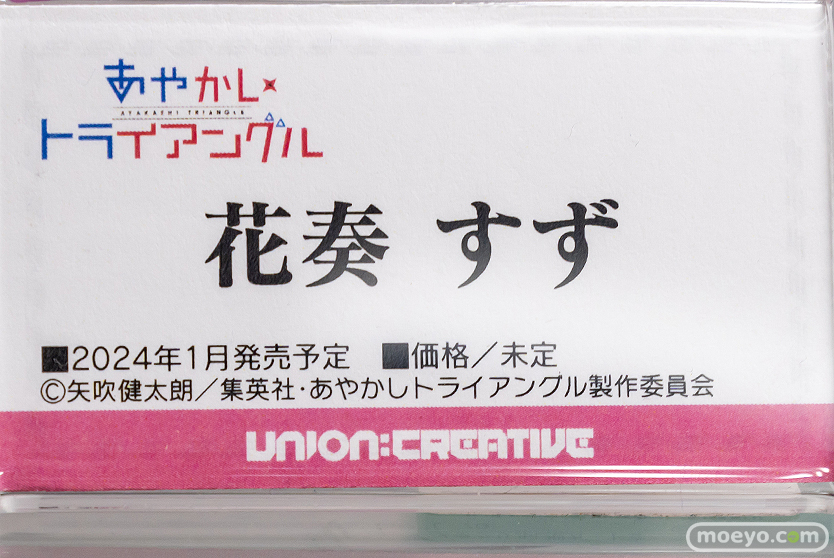 あやかし
AYAKASHI TRIANGLE
トライアングル
花奏 すず
■2024年1月発売予定 ■価格／未定
©矢吹健太朗／集英社・あやかしトライアングル製作委員会
UNION:CREATIVE
moeyo.com